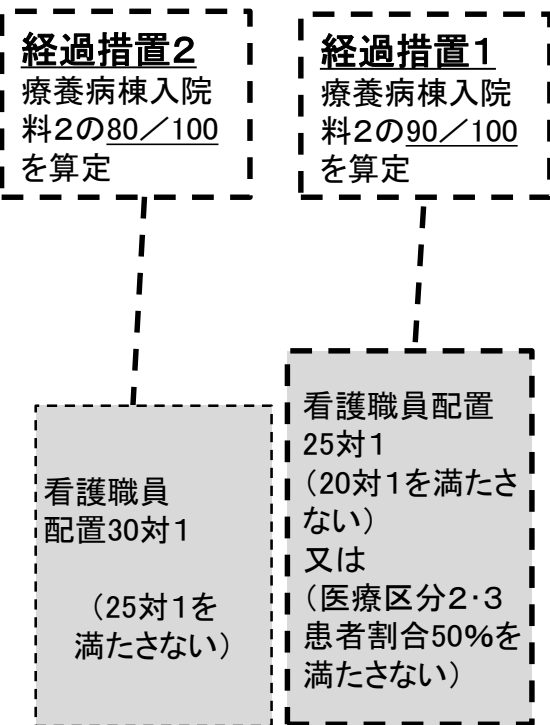 経過措置2
療養病棟入院
料2の80／100
を算定
経過措置1
療養病棟入院
料2の90／100
を算定
看護職員
配置30対1
（25対1を
満たさない）
看護職員配置
25対1
（20対1を満たさ
ない）
又は
（医療区分2・3
患者割合50%を
満たさない）